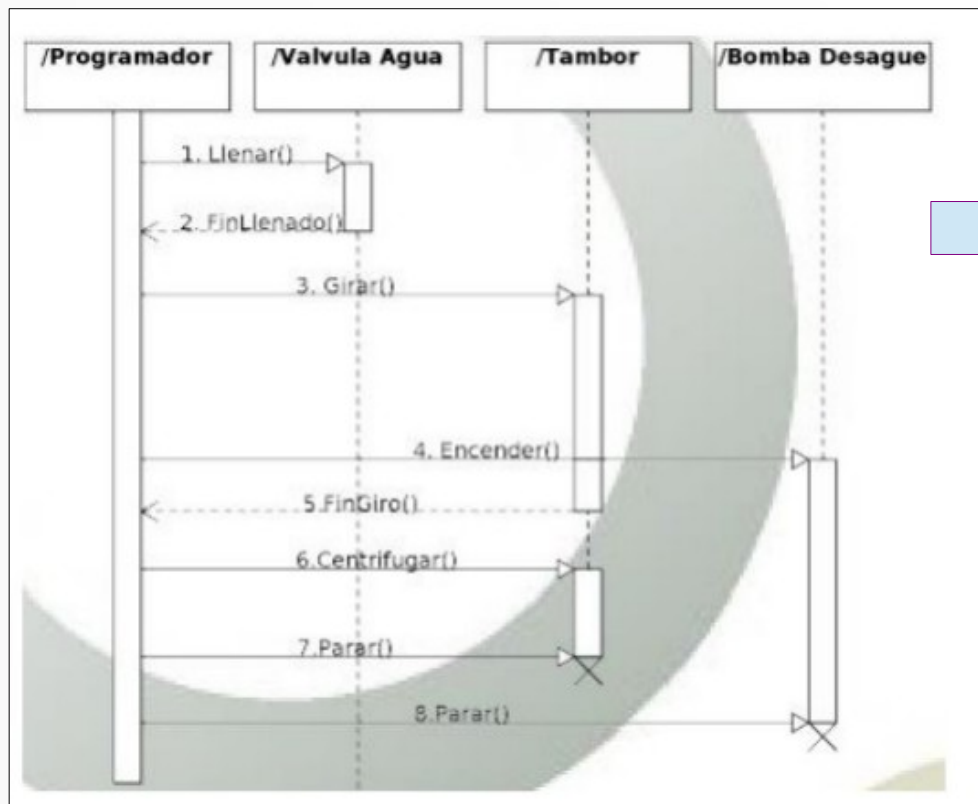 /Programador
/Valvula Agua
/Tambor
/Bomba Desague
1. Llenar()
2. FinLlenado()
3. Girar()
4. Encender()
5.FinGiro()
6.Centrifugar()
7.Parar()
8.Parar()